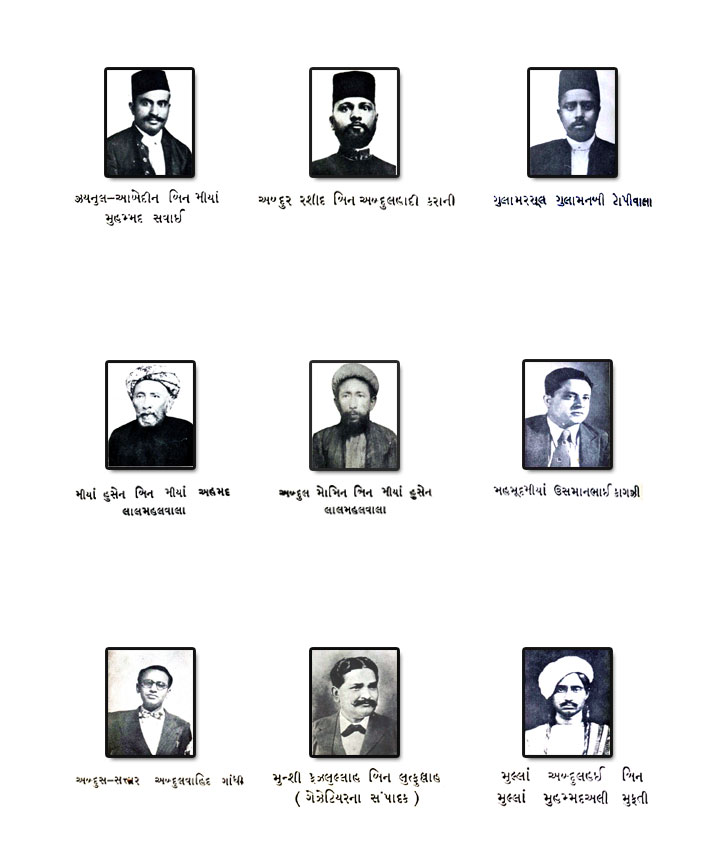 ઝયનુલ-આબેદીન બિન મીયાં
મુહમ્મદ સવાઈ
અબ્દુર રશીદ બિન અબ્દુલહાદી કરાની
ગુલામરસૂલ ગુલામનબી ટોપીવાલા
મીયાં હુસેન બિન મીયાં અહમદ
લાલમહલવાલા
અબ્દુલ મોમિન બિન મીયાં હુસેન
લાલમહલવાલા
મહમૂદમીયાં ઉસમાનભાઈ કાગઝી
અબ્દુસ-સત્તાર અબ્દુલવાહિદ ગાંધી
મુન્શી ફઝલુલ્લાહ બિન લુત્ફુલ્લાહ
( ગેઝેટિયરના સંપાદક )
મુલ્લાં અબ્દુલહઈ બિન
મુલ્લાં મુહમ્મદઅલી મુફતી